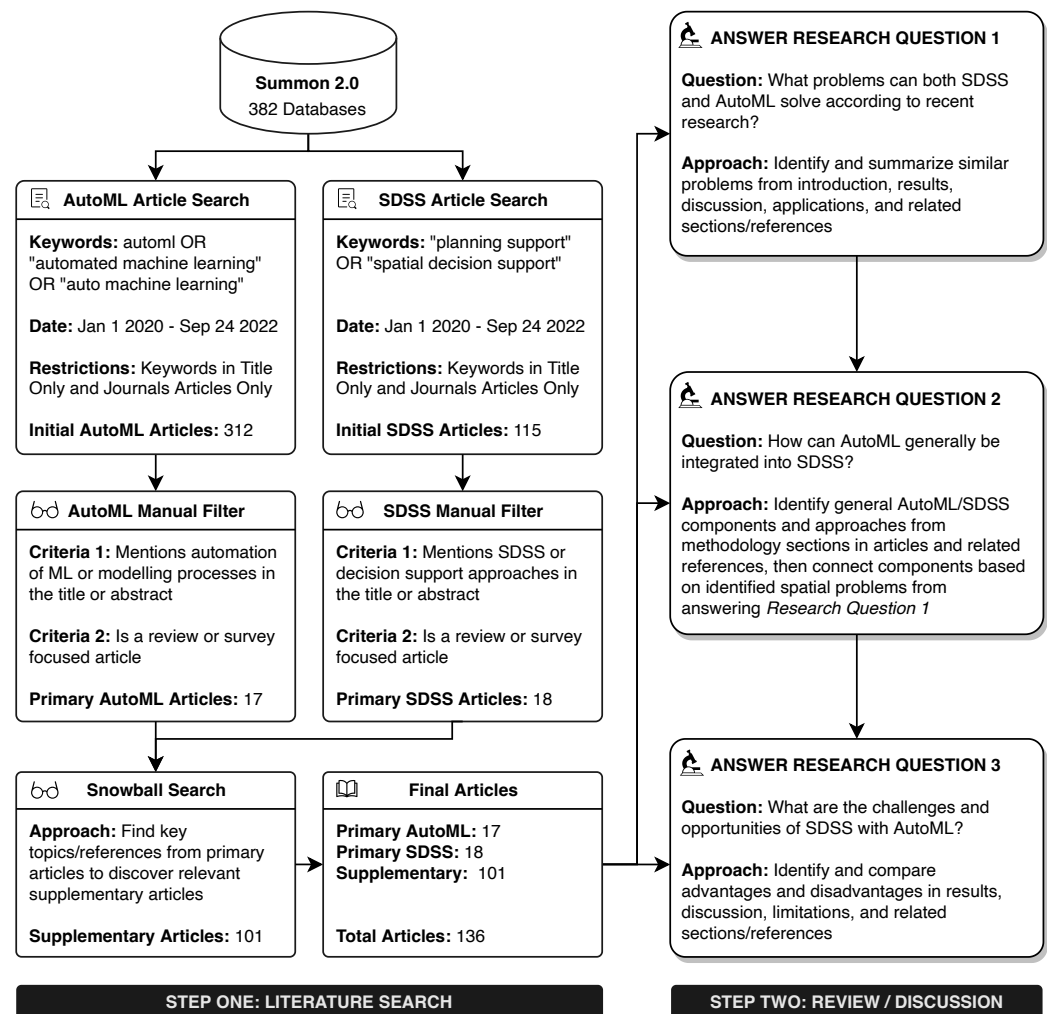 Summon 2.0
382 Databases
AutoML Article Search
Keywords: automl OR
"automated machine learning"
OR "auto machine learning"
Date: Jan 1 2020 - Sep 24 2022
Restrictions: Keywords in Title
Only and Journals Articles Only
Initial AutoML Articles: 312
SDSS Article Search
Keywords: "planning support"
OR "spatial decision support"
Date: Jan 1 2020 - Sep 24 2022
Restrictions: Keywords in Title
Only and Journals Articles Only
Initial SDSS Articles: 115
AutoML Manual Filter
Criteria 1: Mentions automation
of ML or modelling processes in
the title or abstract
Criteria 2: Is a review or survey
focused article
Primary AutoML Articles: 17
SDSS Manual Filter
Criteria 1: Mentions SDSS or
decision support approaches in
the title or abstract
Criteria 2: Is a review or survey
focused article
Primary SDSS Articles: 18
Snowball Search
Approach: Find key
topics/references from primary
articles to discover relevant
supplementary articles
Supplementary Articles: 101
Final Articles
Primary AutoML: 17
Primary SDSS: 18
Supplementary: 101
Total Articles: 136
STEP ONE: LITERATURE SEARCH
ANSWER RESEARCH QUESTION 1
Question: What problems can both SDSS
and AutoML solve according to recent
research?
Approach: Identify and summarize similar
problems from introduction, results,
discussion, applications, and related
sections/references
ANSWER RESEARCH QUESTION 2
Question: How can AutoML generally be
integrated into SDSS?
Approach: Identify general AutoML/SDSS
components and approaches from
methodology sections in articles and related
references, then connect components based
on identified spatial problems from
answering Research Question 1
ANSWER RESEARCH QUESTION 3
Question: What are the challenges and
opportunities of SDSS with AutoML?
Approach: Identify and compare
advantages and disadvantages in results,
discussion, limitations, and related
sections/references
STEP TWO: REVIEW / DISCUSSION